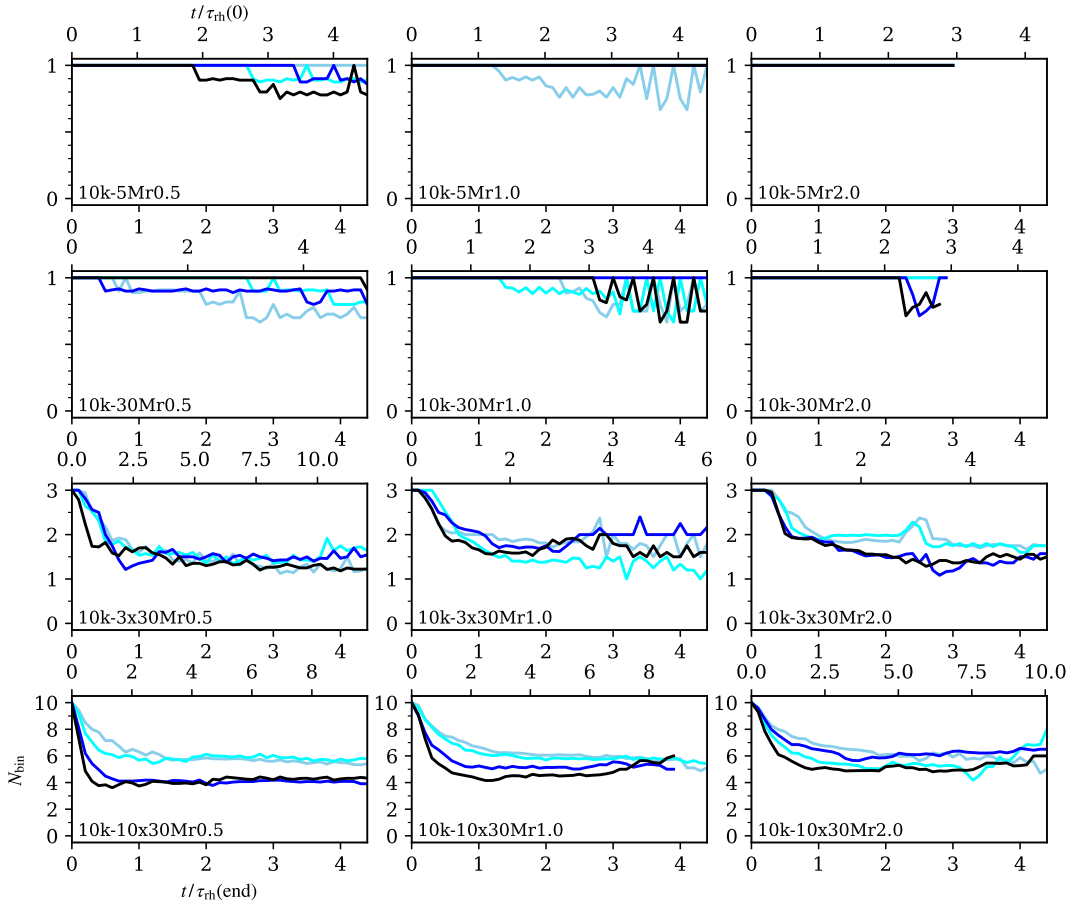 t/τrh(0)
0 1 2 3 4
0 1 2 3 4
0 1 2 3 4
1
0
10k-5Mr0.5
1
0
10k-5Mr1.0
1
0
10k-5Mr2.0
0 1 2 3 4
0 1 2 3 4
0 1 2 3 4
0 2 4
0 1 2 3 4 5
0 1 2 3 4
1
0
10k-30Mr0.5
1
0
10k-30Mr1.0
1
0
10k-30Mr2.0
0 1 2 3 4
0 1 2 3 4
0 1 2 3 4
0.0 2.5 5.0 7.5 10.0
2 4 6
0 2 4
3
2
1
0
10k-3x30Mr0.5
3
2
1
0
10k-3x30Mr1.0
3
2
1
0
10k-3x30Mr2.0
0 1 2 3 4
0 1 2 3 4
0 1 2 3 4
0 2 4 6 8
0 2 4 6 8
0.0 2.5 5.0 7.5 10.0
Nbin
10
8
6
4
2
0
10k-10x30Mr0.5
10
8
6
4
2
0
10k-10x30Mr1.0
10
8
6
4
2
0
10k-10x30Mr2.0
0 1 2 3 4
0 1 2 3 4
0 1 2 3 4
t/τrh(end)